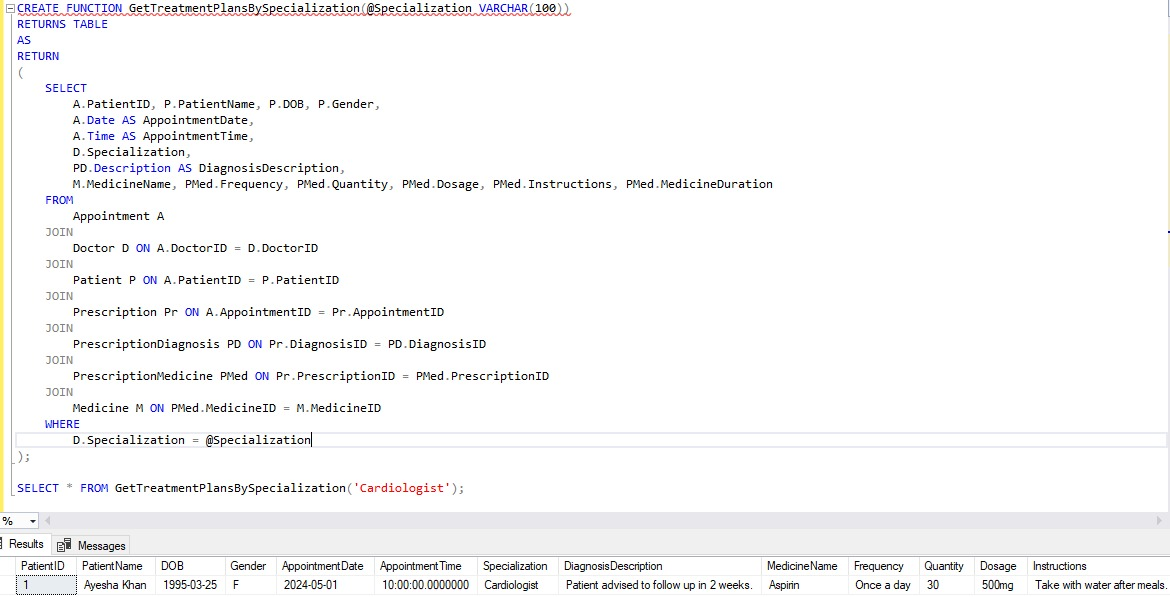 CREATE FUNCTION GetTreatmentPlansBySpecialization(@Specialization VARCHAR(100))
RETURNS TABLE
AS
RETURN
(
SELECT
A.PatientID, P.PatientName, P.DOB, P.Gender,
A.Date AS AppointmentDate,
A.Time AS AppointmentTime,
D.Specialization,
PD.Description AS DiagnosisDescription,
M.MedicineName, PMed.Frequency, PMed.Quantity, PMed.Dosage, PMed.Instructions, PMed.MedicineDuration
FROM
Appointment A
JOIN
Doctor D ON A.DoctorID = D.DoctorID
JOIN
Patient P ON A.PatientID = P.PatientID
JOIN
Prescription Pr ON A.AppointmentID = Pr.AppointmentID
JOIN
PrescriptionDiagnosis PD ON Pr.DiagnosisID = PD.DiagnosisID
JOIN
PrescriptionMedicine PMed ON Pr.PrescriptionID = PMed.PrescriptionID
JOIN
Medicine M ON PMed.MedicineID = M.MedicineID
WHERE
D.Specialization = @Specialization
);
SELECT * FROM GetTreatmentPlansBySpecialization('Cardiologist');
%
Results Messages
PatientID PatientName DOB Gender AppointmentDate AppointmentTime Specialization DiagnosisDescription MedicineName Frequency Quantity Dosage Instructions
1 Ayesha Khan 1995-03-25 F 2024-05-01 10:00:00.0000000 Cardiologist Patient advised to follow up in 2 weeks. Aspirin Once a day 30 500mg Take with water after meals.